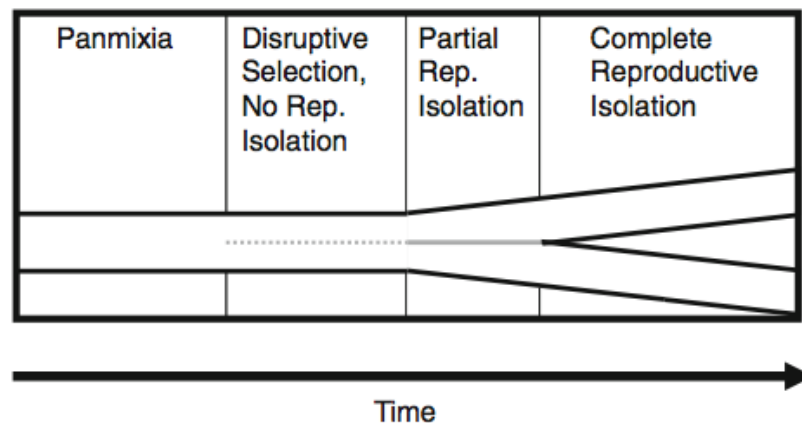 Panmixia
Disruptive
Selection,
No Rep.
Isolation
Partial
Rep.
Isolation
Complete
Reproductive
Isolation
Time